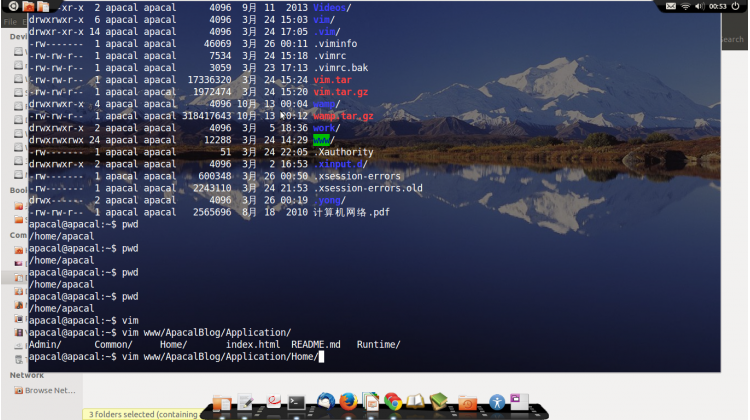 00:53
File
-xr-x 2 apacal apacal 4096 9月 11 2013 Videos/
drwxrwxr-x 6 apacal apacal 4096 3月 24 15:03 vim/
drwxr-xr-x 14 apacal apacal 4096 3月 24 17:05 .vim/
-rw------- 1 apacal apacal 46069 3月 26 00:11 .viminfo
-rw-rw-r-- 1 apacal apacal 7534 3月 24 15:18 .vimrc
-rw-rw-r-- 1 apacal apacal 3059 3月 23 17:13 .vimrc.bak
-rw-rw-r-- 1 apacal apacal 17336320 3月 24 15:24 vim.tar
-rw-rw-r-- 1 apacal apacal 1972474 3月 24 15:20 vim.tar.gz
drwxrwxr-x 4 apacal apacal 4096 10月 13 00:04
-rw-rw-r-- 1 apacal apacal 318417643 10月 13 00:12 wbmp.tar.gz
drwxrwxr-x 2 apacal apacal 4096 3月 5 18:36 work/
drwxrwxrwx 24 apacal apacal 12288 3月 24 14:29 www/
-rw------- 1 apacal apacal 51 3月 24 22:05 .Xauthority
drwxrwxr-x 2 apacal apacal 4096 3月 2 16:53 .xinput.d/
-rw------- 1 apacal apacal 600348 3月 26 00:50 .xsession-errors
-rw------- 1 apacal apacal 2243110 3月 24 21:53 .xsession-errors.old
drwx------ 2 apacal apacal 4096 3月 26 00:19 .yong/
-rw-rw-r-- 1 apacal apacal 2565696 8月 18 2010 计算机网络.pdf
apacal@apacal:~$ pwd
/home/apacal
apacal@apacal:~$ pwd
/home/apacal
apacal@apacal:~$ pwd
/home/apacal
apacal@apacal:~$ pwd
/home/apacal
apacal@apacal:~$ vim
apacal@apacal:~$ vim www/ApacalBlog/Application/
Admin/ Common/ Home/ index.html README.md Runtime/
apacal@apacal:~$ vim www/ApacalBlog/Application/Home/
Devi
Book
Com
Network
Browse Net...
earch
3 folders selected (containing